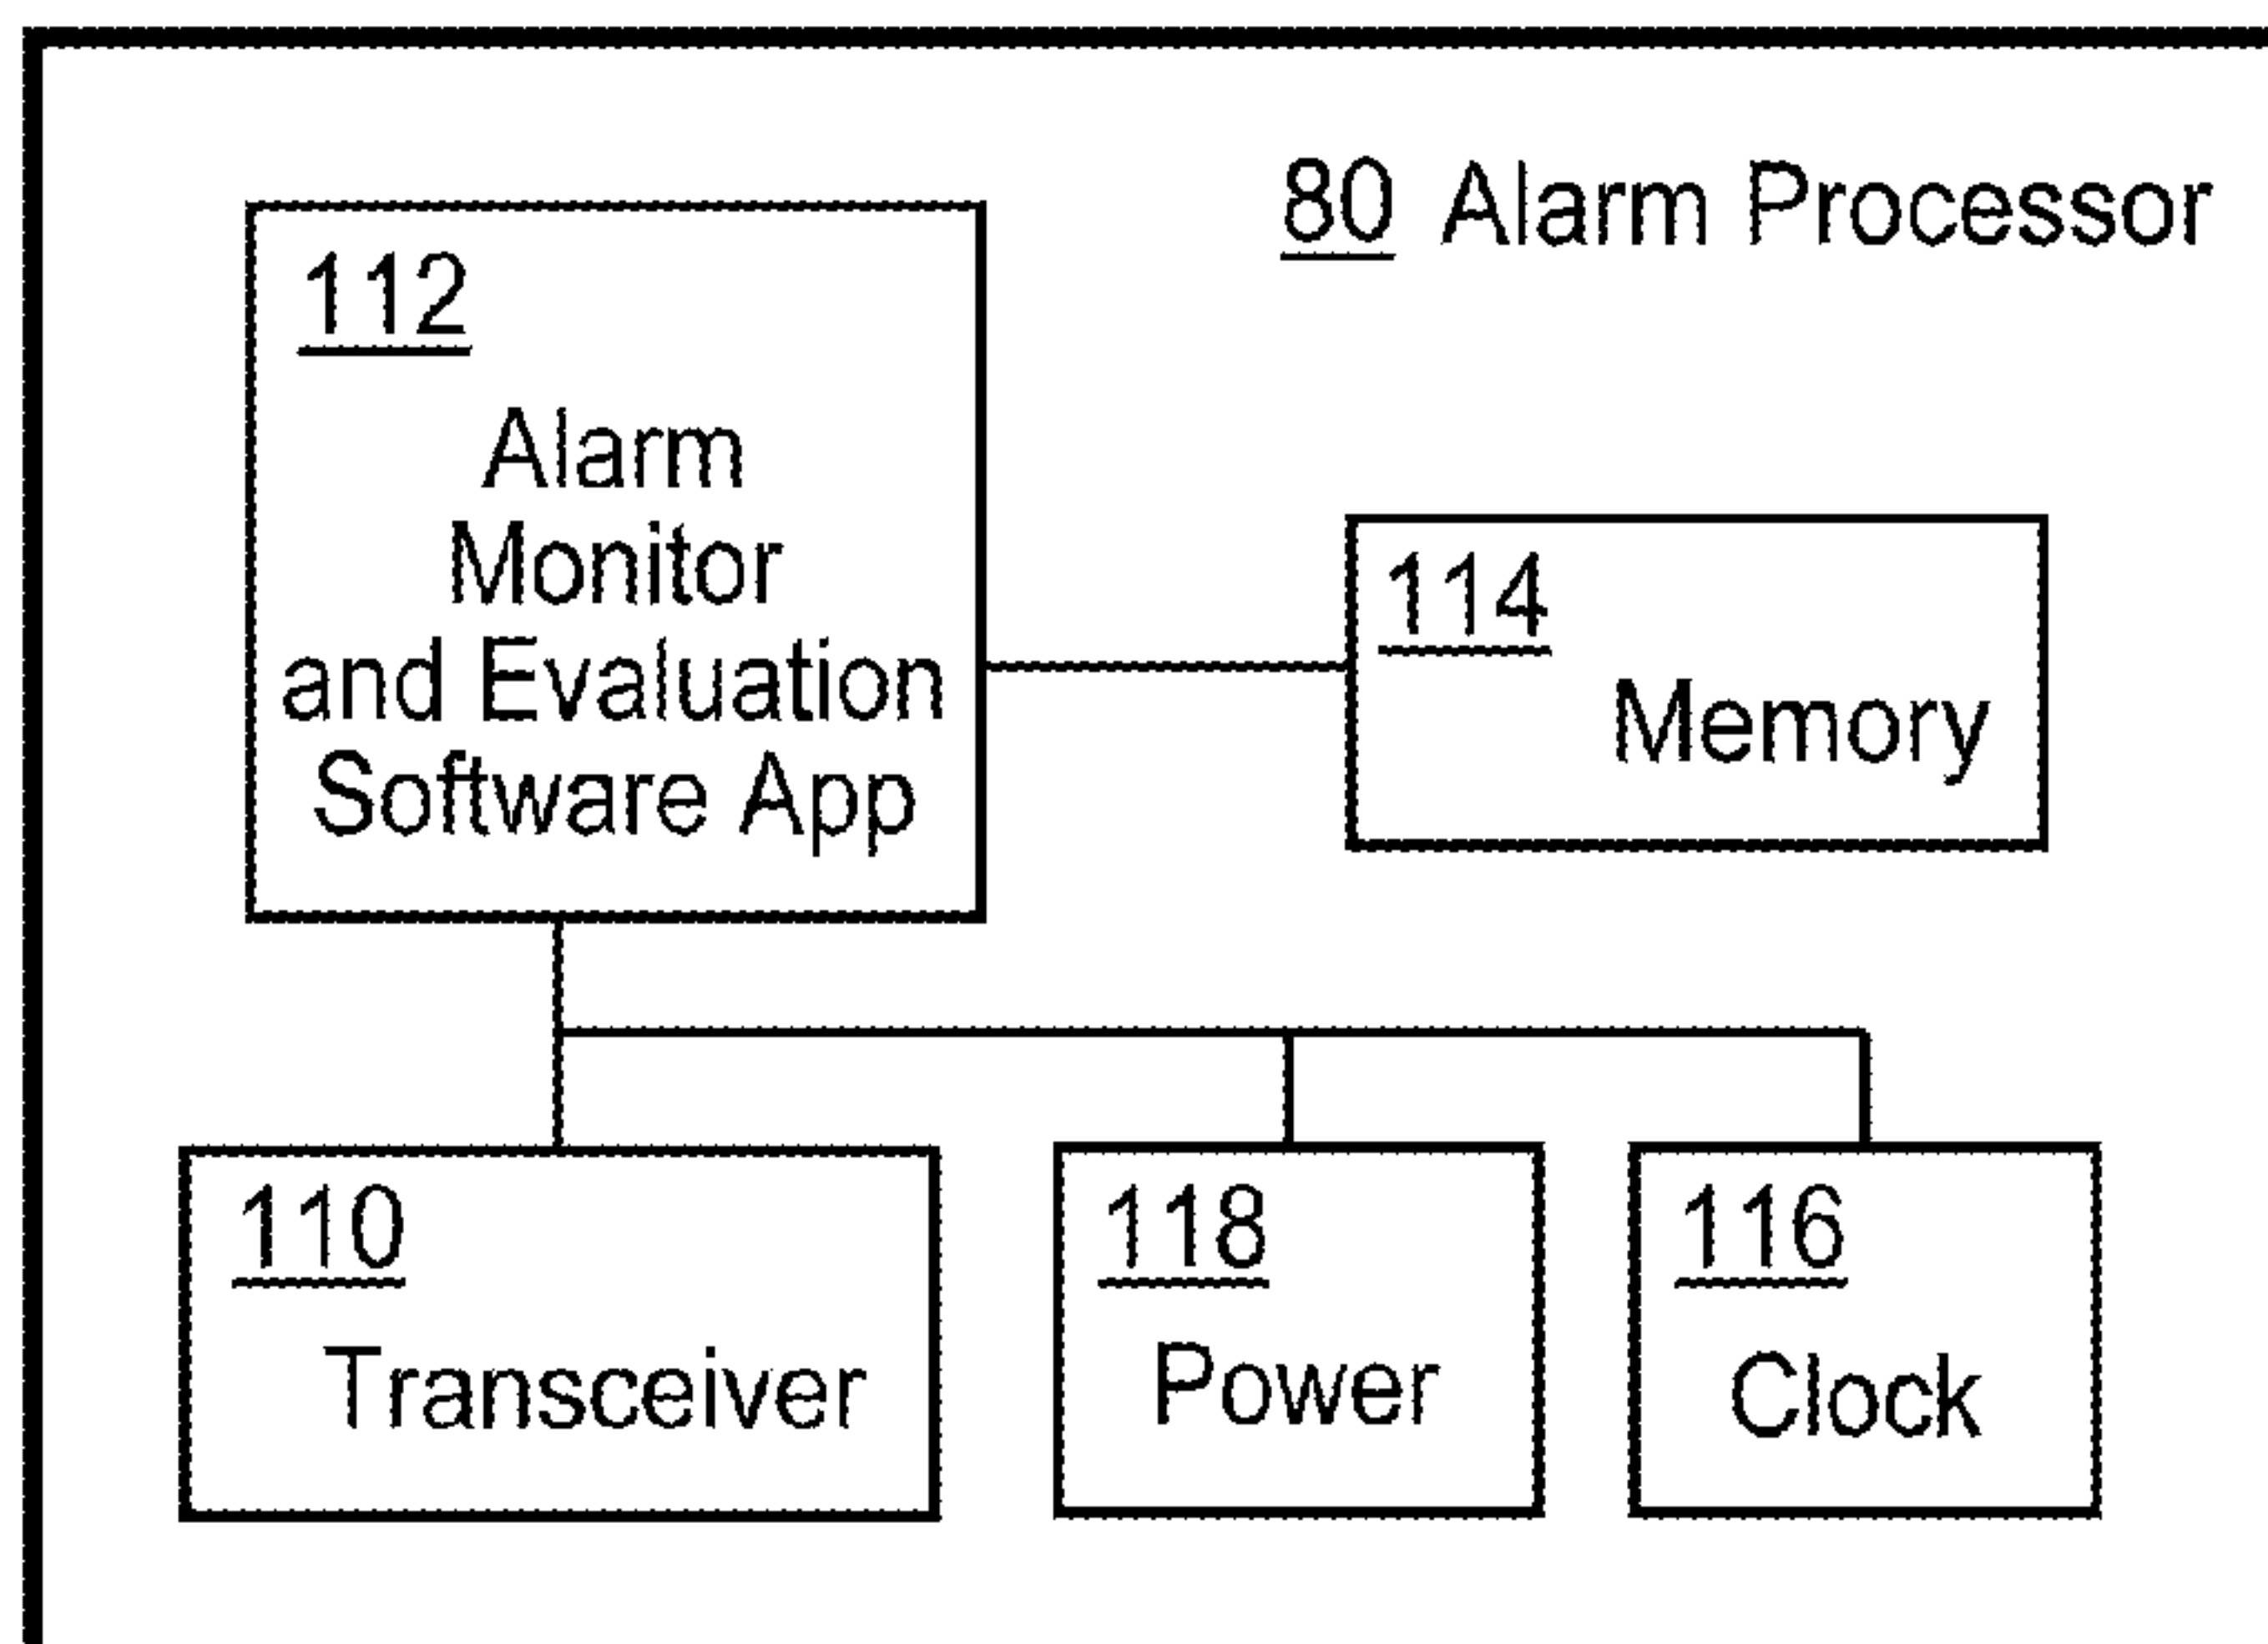 80 Alarm Processor
112
Alarm
Monitor
and Evaluation
Software App
114
Memory
110
Transceiver
118
Power
116
Clock